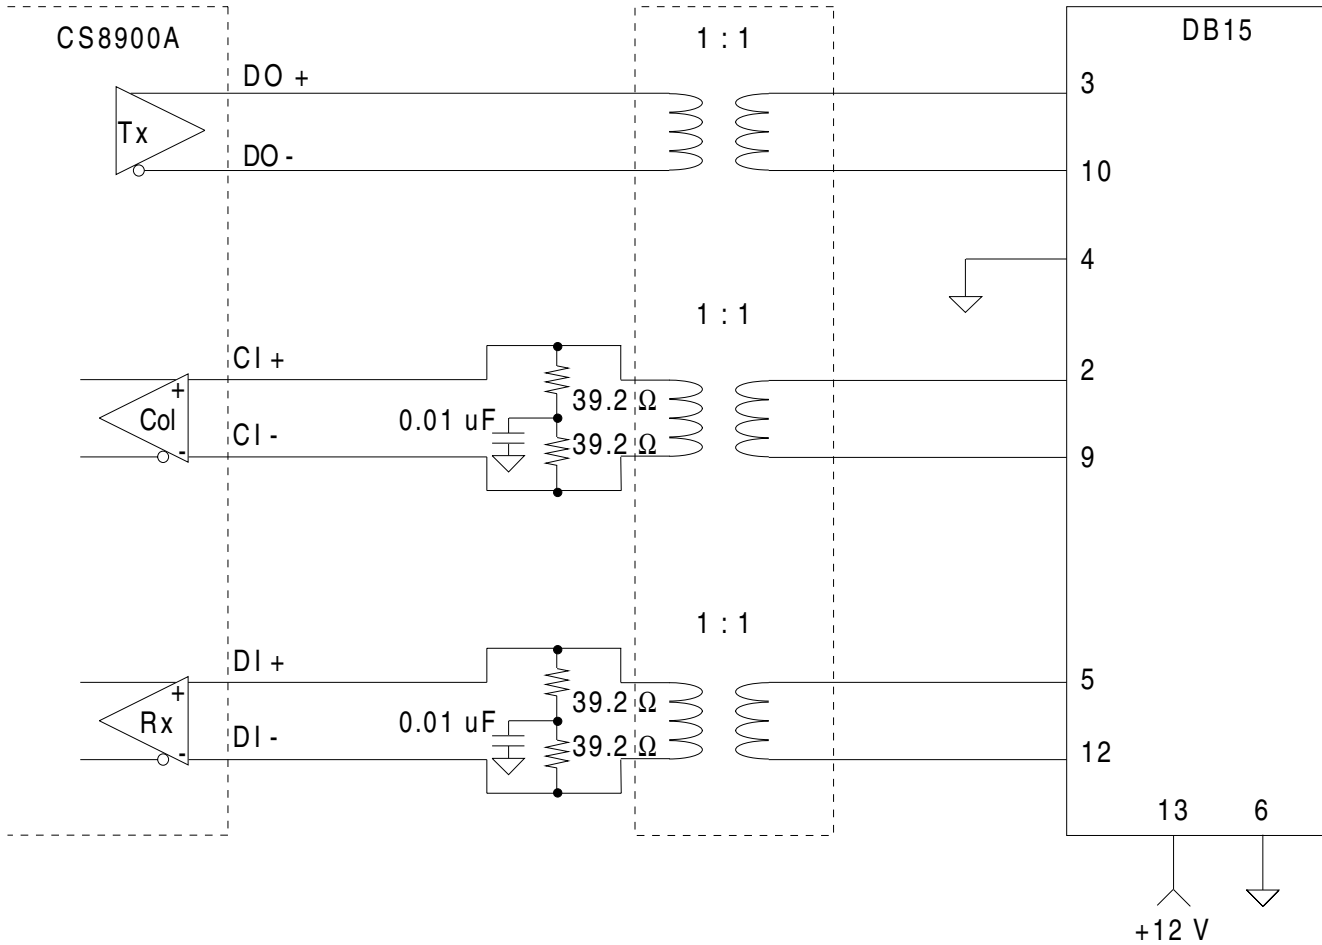 CS8900A
1 : 1
DB15
DO +
3
Tx
DO -
10
4
1 : 1
CI +
2
+
39.2 Ω
Col
0.01 uF
CI -
39.2 Ω
-
9
1 : 1
DI +
5
+
39.2 Ω
Rx
0.01 uF
DI -
39.2 Ω
-
12
13
6
+12 V